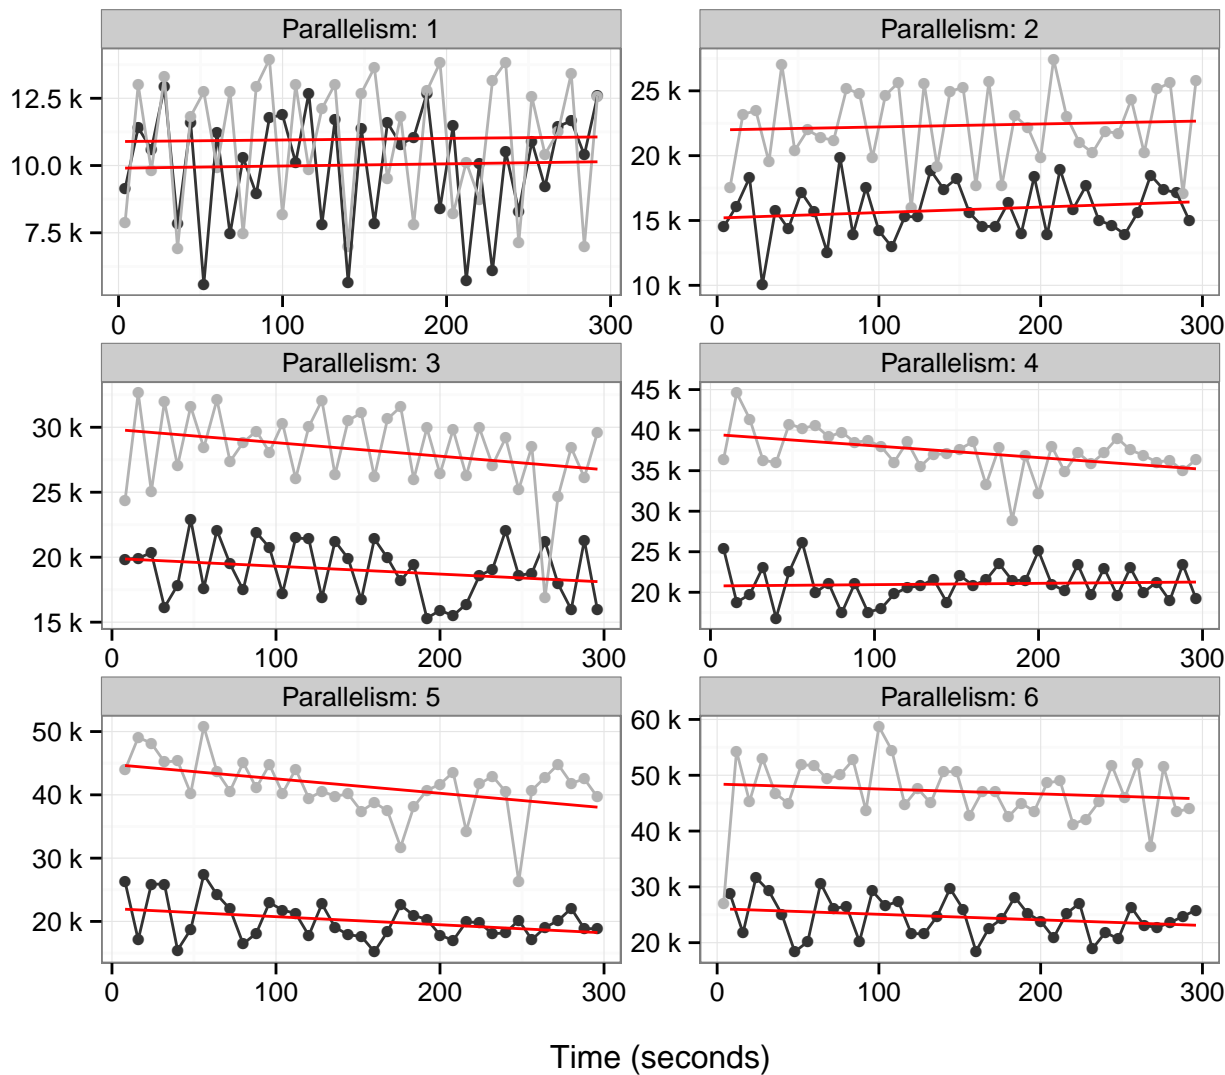 Parallelism: 1
Parallelism: 2
12.5 k
10.0 k
7.5 k
0 100 200 300
25 k
20 k
15 k
10 k
0 100 200 300
Parallelism: 3
Parallelism: 4
30 k
25 k
20 k
15 k
0 100 200 300
45 k
40 k
35 k
30 k
25 k
20 k
0 100 200 300
Parallelism: 5
Parallelism: 6
50 k
40 k
30 k
20 k
0 100 200 300
60 k
50 k
40 k
30 k
20 k
0 100 200 300
Time (seconds)